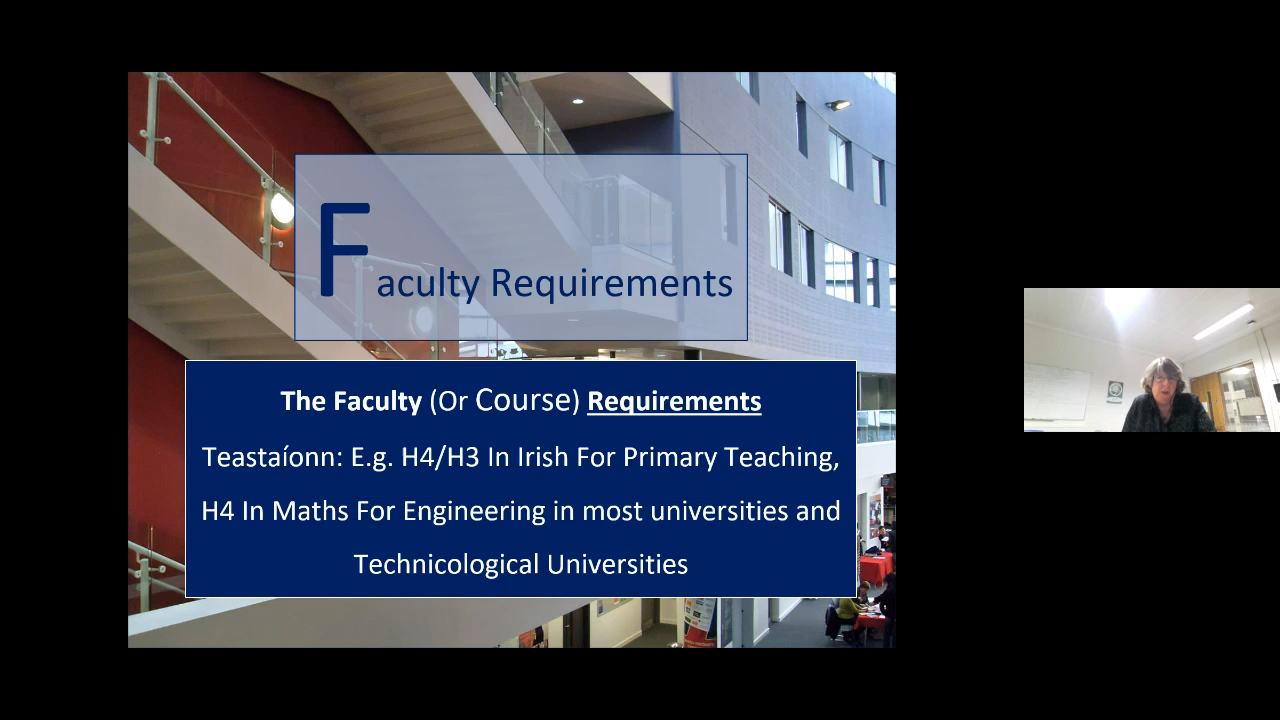 Faculty Requirements
The Faculty (Or Course) Requirements
Teastaíonn: E.g. H4/H3 In Irish For Primary Teaching,
H4 In Maths For Engineering in most universities and
Technicological Universities